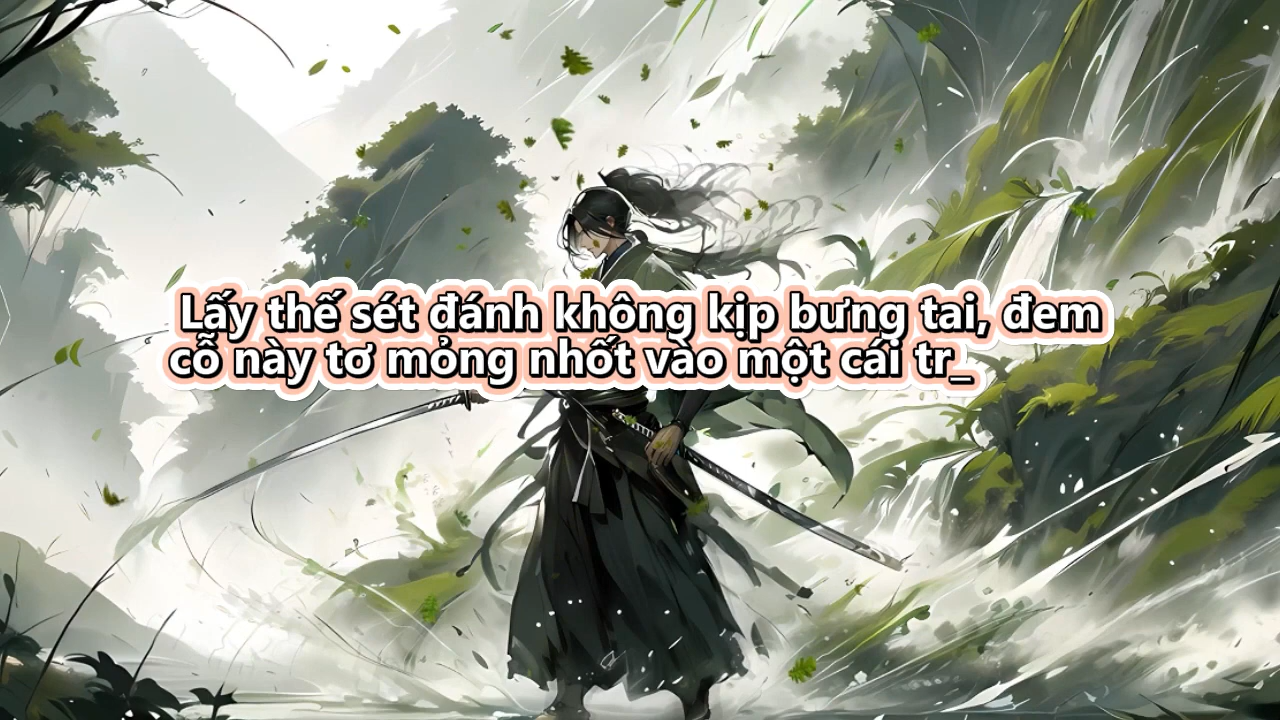 Lấy thế sét đánh không kịp bưng tai, đem
cỗ này tơ mỏng nhốt vào một cái tr_